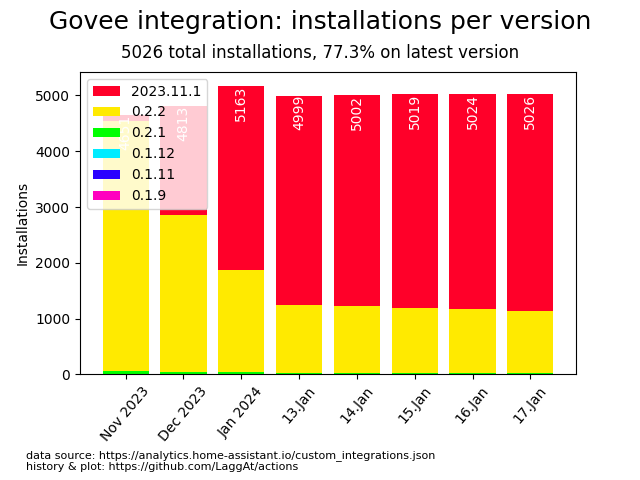 Govee integration: installations per version
5026 total installations, 77.3% on latest version
Installations
5000
4000
3000
2000
1000
0
2023.11.1
0.2.2
0.2.1
0.1.12
0.1.11
0.1.9
4813
5163
4999
5002
5019
5024
5026
Nov 2023
Dec 2023
Jan 2024
13.Jan
14.Jan
15.Jan
16.Jan
17.Jan
data source: https://analytics.home-assistant.io/custom_integrations.json
history & plot: https://github.com/LaggAt/actions